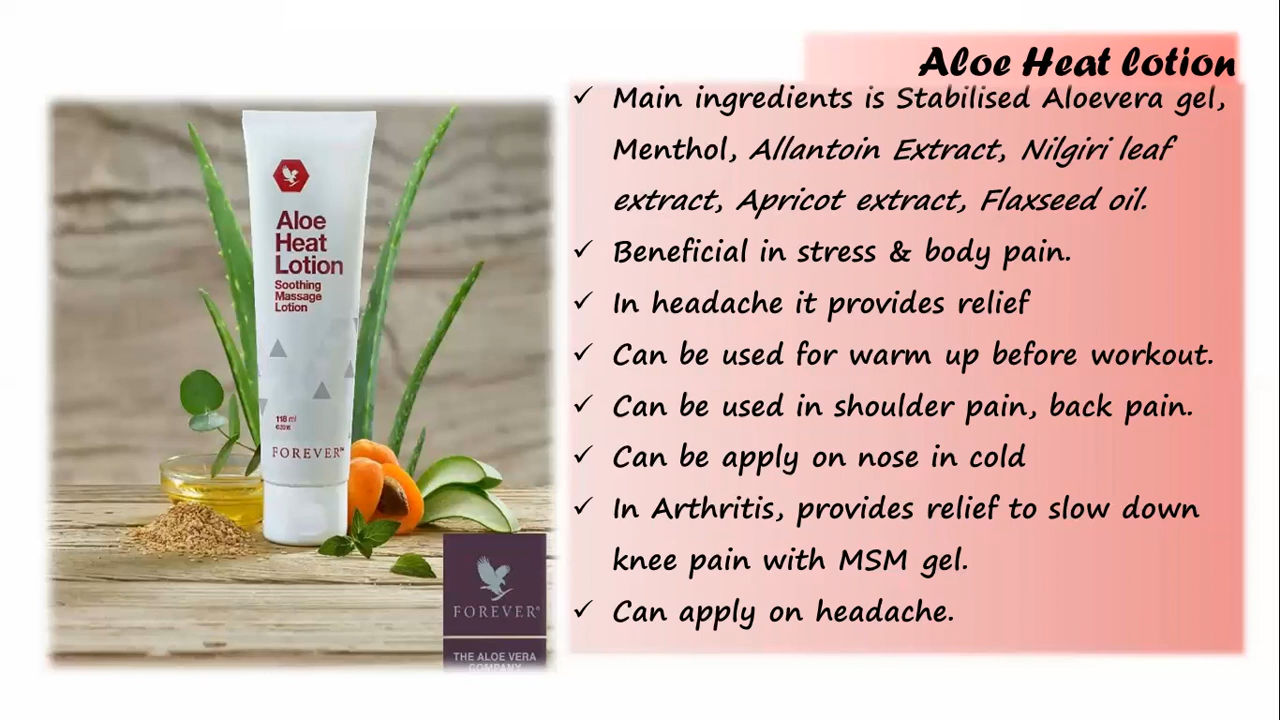 Aloe Heat lotion
✓ Main ingredients is Stabilised Aloevera gel,
Menthol, Allantoin Extract, Nilgiri leaf
extract, Apricot extract, Flaxseed oil.
✓ Beneficial in stress & body pain.
✓ In headache it provides relief
✓ Can be used for warm up before workout.
✓ Can be used in shoulder pain, back pain.
✓ Can be apply on nose in cold
✓ In Arthritis, provides relief to slow down
knee pain with MSM gel.
✓ Can apply on headache.
Aloe
Heat
Lotion
Soothing
Massage
Lotion
118 ml
FOREVER™
FOREVER®
THE ALOE VERA
COMPANY